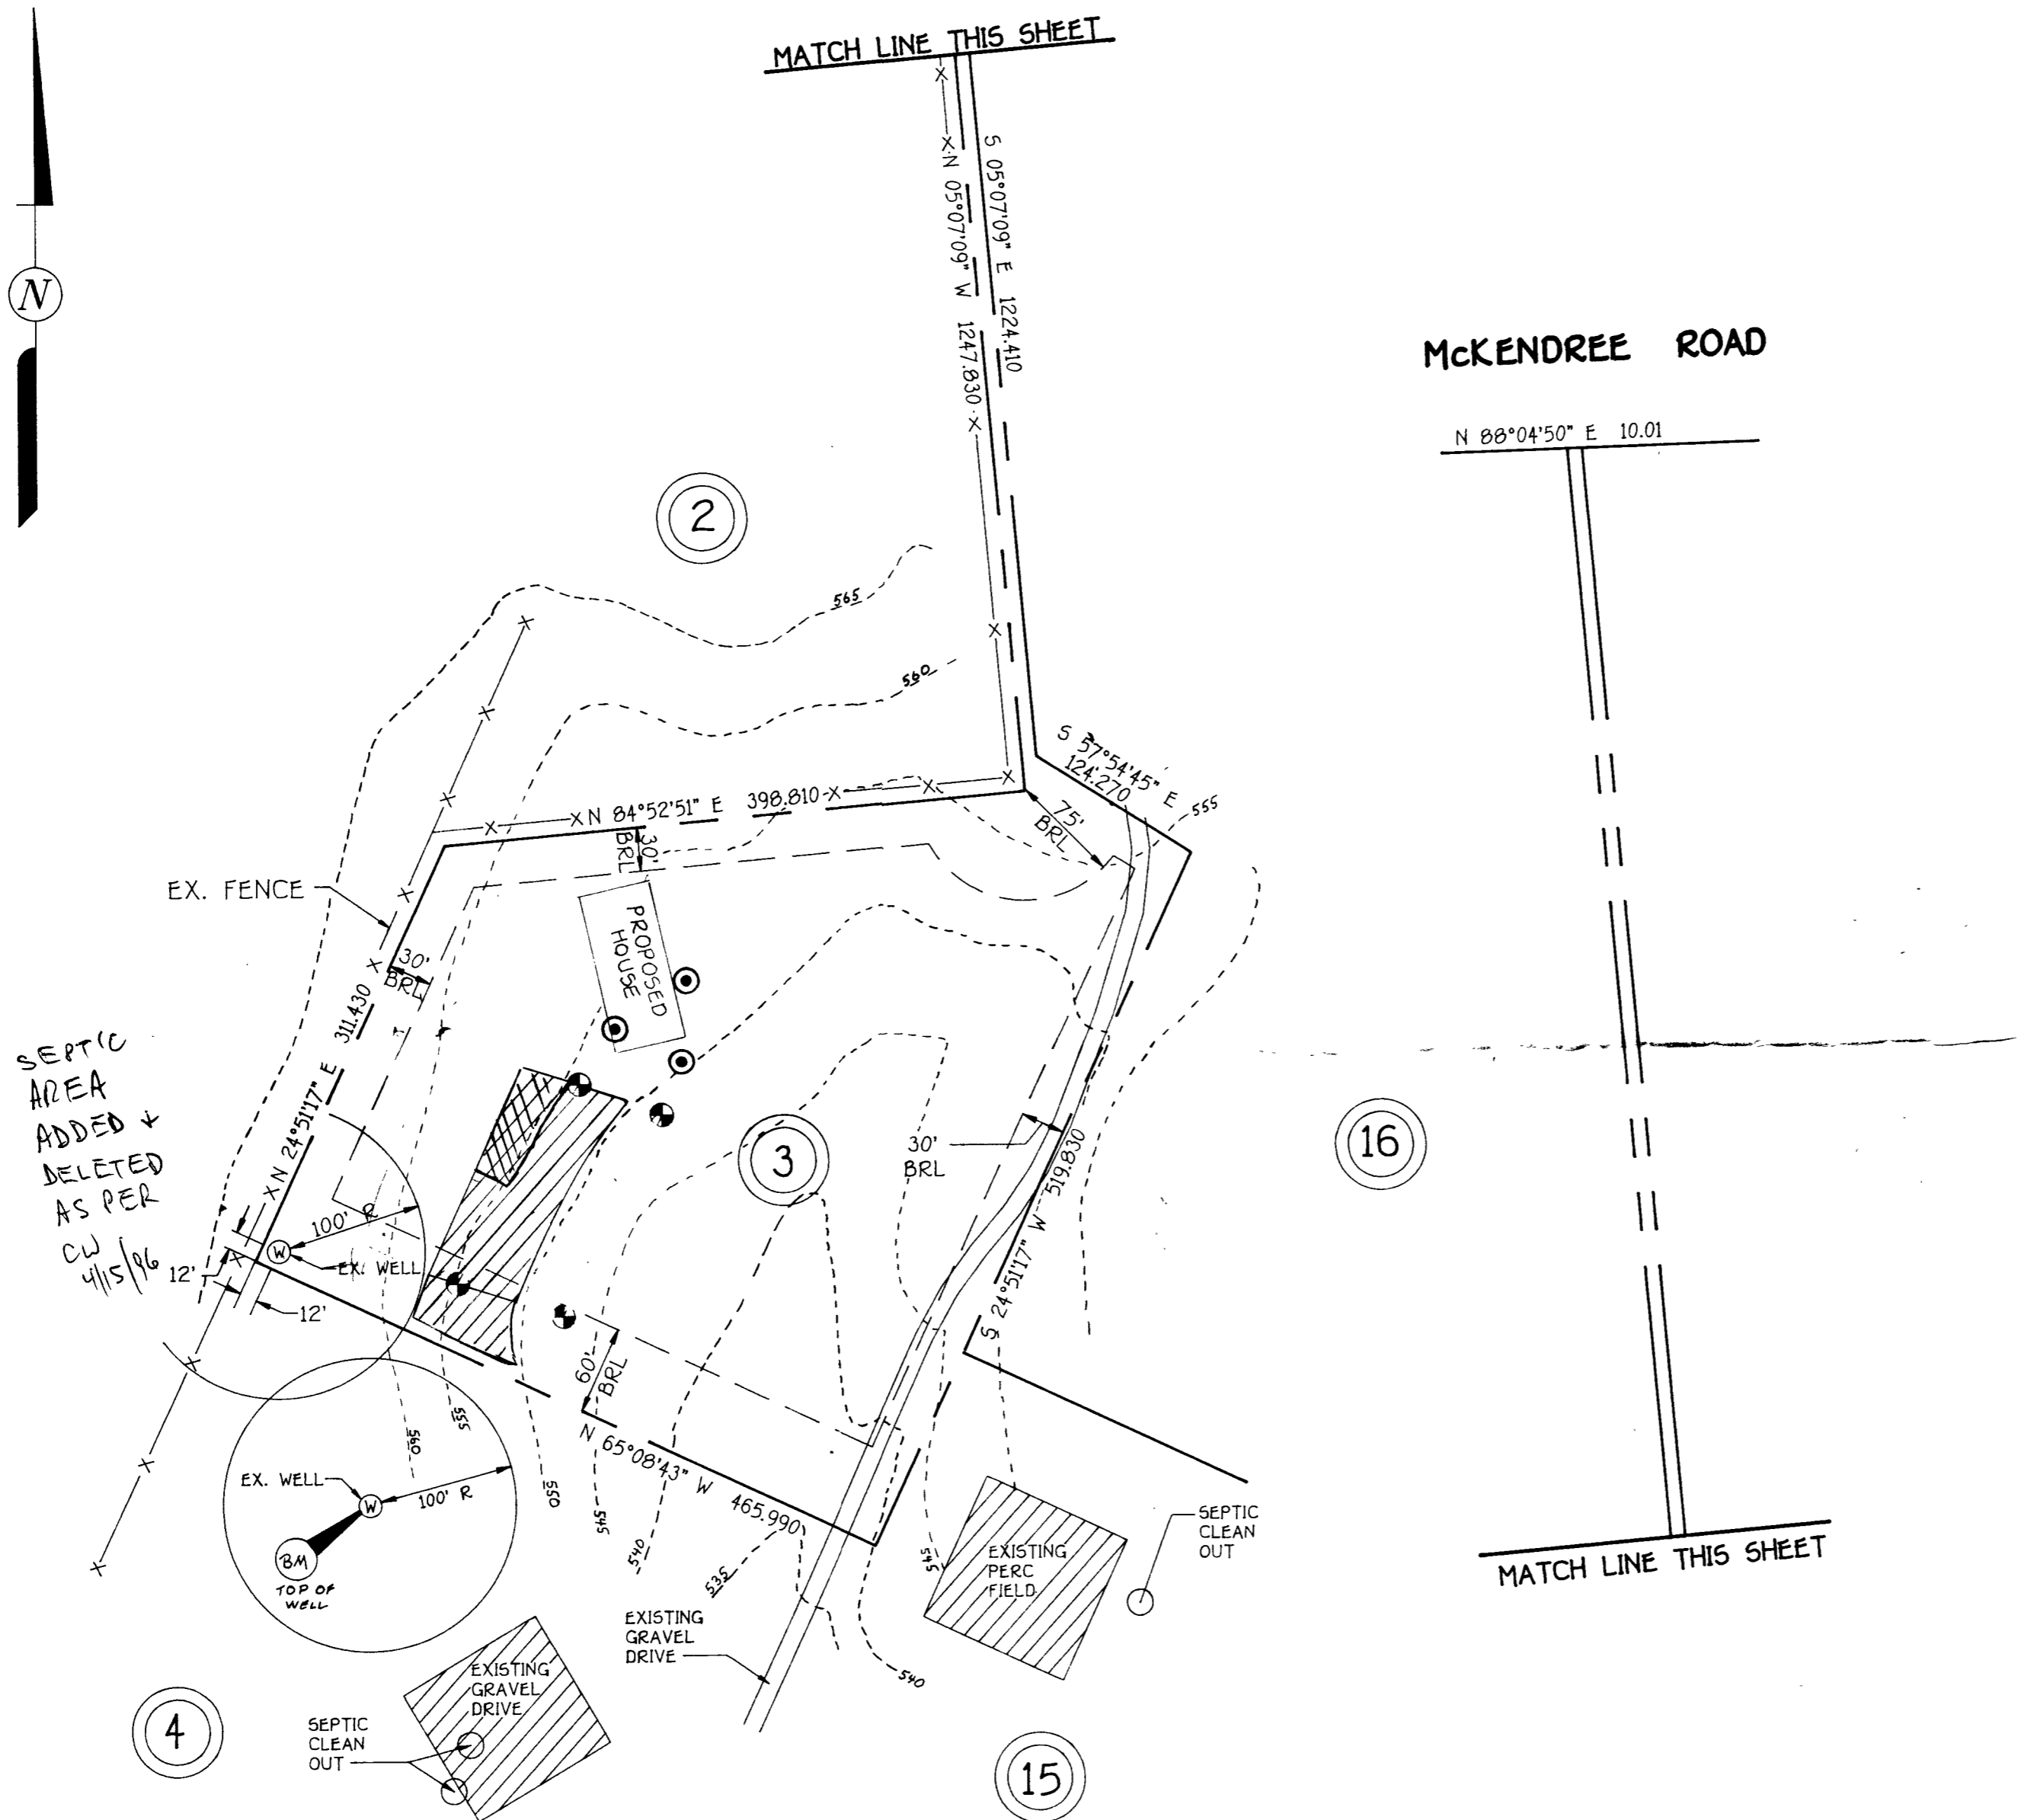 MATCH LINE THIS SHEET
S 05°07'09" E 1224.410
N 05°07'09" W 1247.830
N
McKENDREE ROAD
N 88°04'50" E 10.01
2
565
560
S 57°54'45" E
124.270
555
N 84°52'51" E 398.810
75'
BRL
30'
BRL
EX. FENCE
PROPOSED
HOUSE
30'
BRL
N 24°51'17" E 311.430
SEPTIC
AREA
ADDED +
DELETED
AS PER
CW
4/15/96
3
30'
BRL
16
S 24°51'17" W 519.830
100' R
W
EX. WELL
12'
12'
60'
BRL
N 65°08'43" W 465.990
560
555
550
545
540
535
545
540
EX. WELL
W
100' R
BM
TOP OF
WELL
EXISTING
PERC
FIELD
SEPTIC
CLEAN
OUT
MATCH LINE THIS SHEET
EXISTING
GRAVEL
DRIVE
EXISTING
GRAVEL
DRIVE
SEPTIC
CLEAN
OUT
4
15